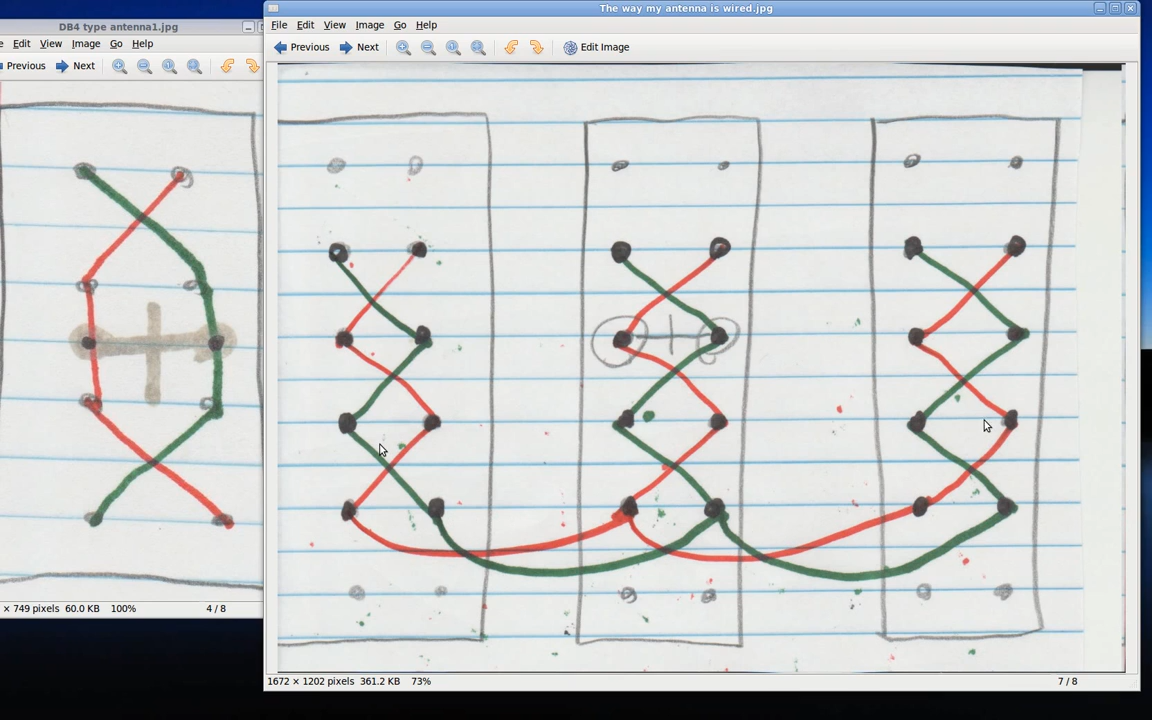 DB4 type antenna1.jpg
Edit View Image Go Help
Previous Next
× 749 pixels 60.0 KB 100% 4 / 8
The way my antenna is wired.jpg
File Edit View Image Go Help
Previous Next Edit Image
1672 × 1202 pixels 361.2 KB 73% 7 / 8